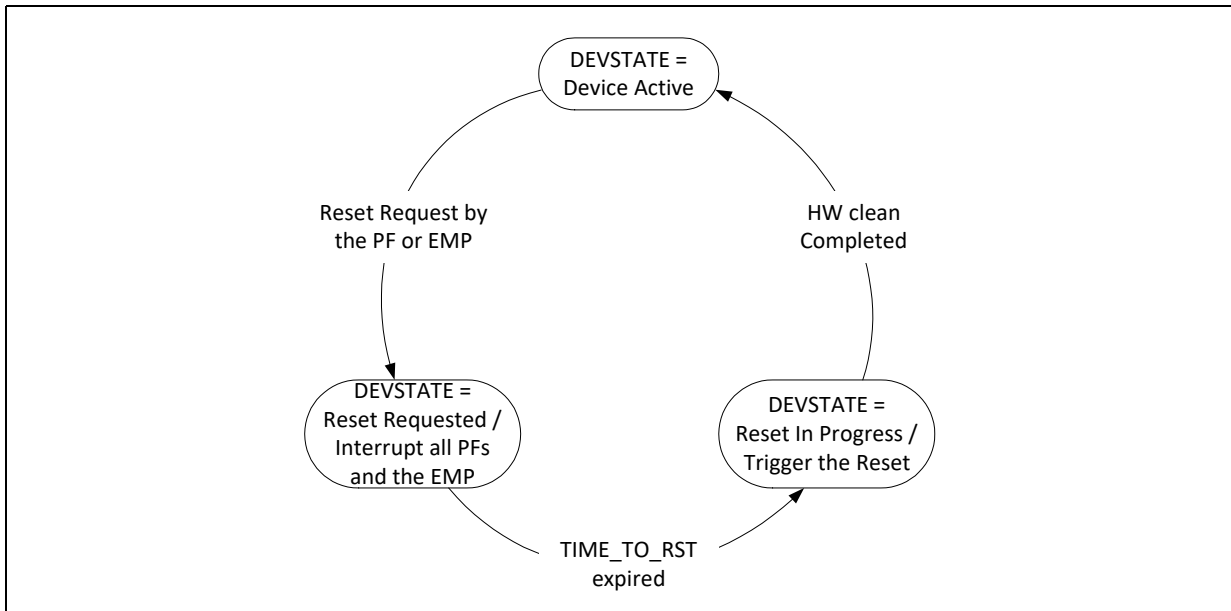 DEVSTATE =
Device Active
Reset Request by
the PF or EMP
HW clean
Completed
DEVSTATE =
Reset Requested /
Interrupt all PFs
and the EMP
DEVSTATE =
Reset In Progress /
Trigger the Reset
TIME_TO_RST
expired